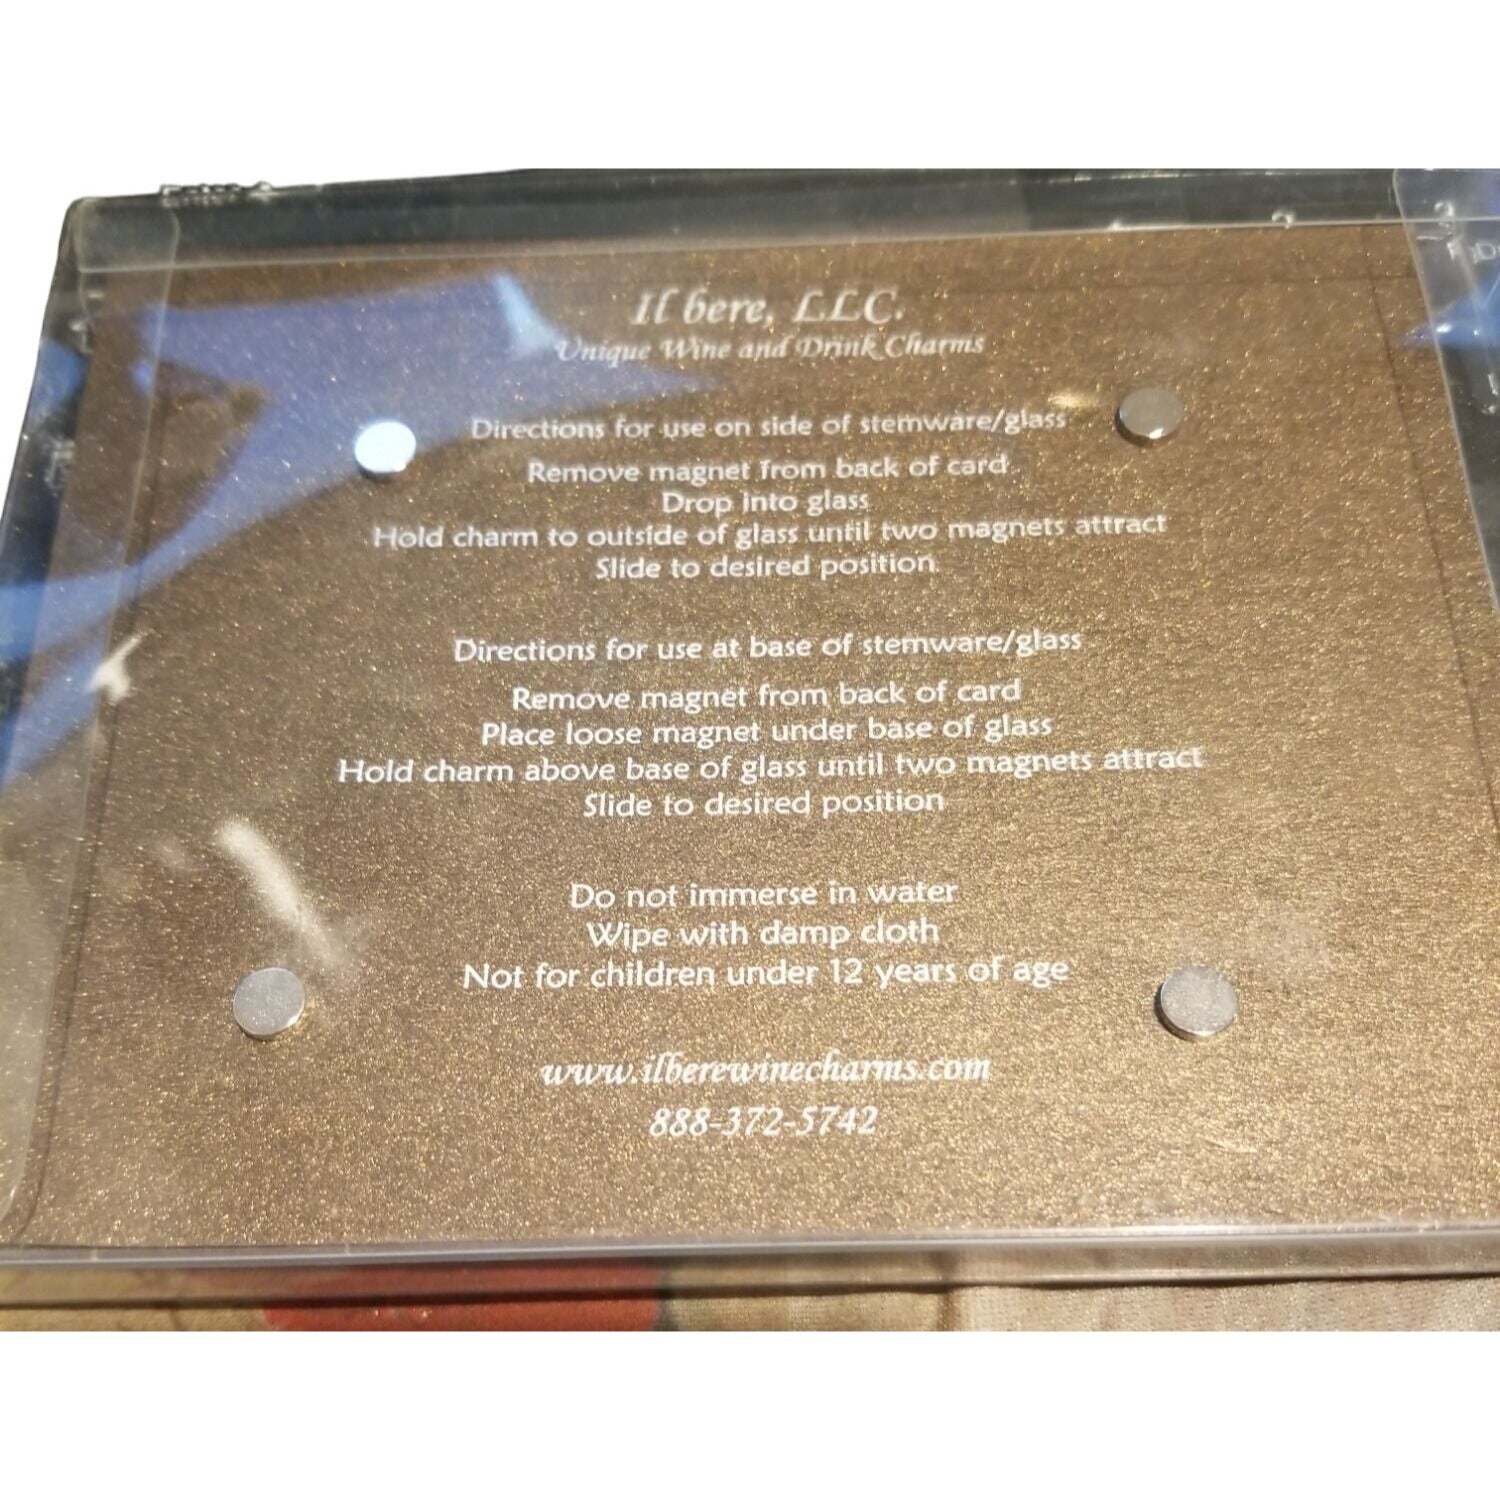 Il bere, LLC.
Unique Wine and Drink Charms
Directions for use on side of stemware/glass
Remove magnet from back of card
Drop into glass
Hold charm to outside of glass until two magnets attract
Slide to desired position
Directions for use at base of stemware/glass
Remove magnet from back of card
Place loose magnet under base of glass
Hold charm above base of glass until two magnets attract
Slide to desired position
Do not immerse in water
Wipe with damp cloth
Not for children under 12 years of age
www.ilberewinecharms.com
888-372-5742